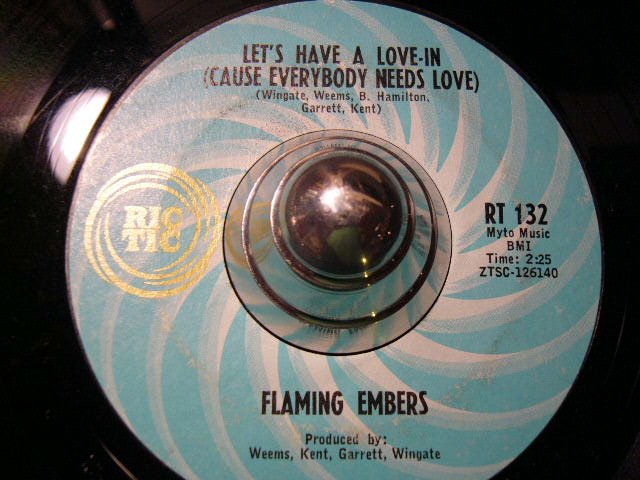 LET'S HAVE A LOVE-IN
(CAUSE EVERYBODY NEEDS LOVE)
(Wingate, Weems, B. Hamilton,
Garrett, Kent)
RIC
TIC
RT 132
Myto Music
BMI
Time: 2:25
ZTSC-126140
FLAMING EMBERS
Produced by:
Weems, Kent, Garrett, Wingate